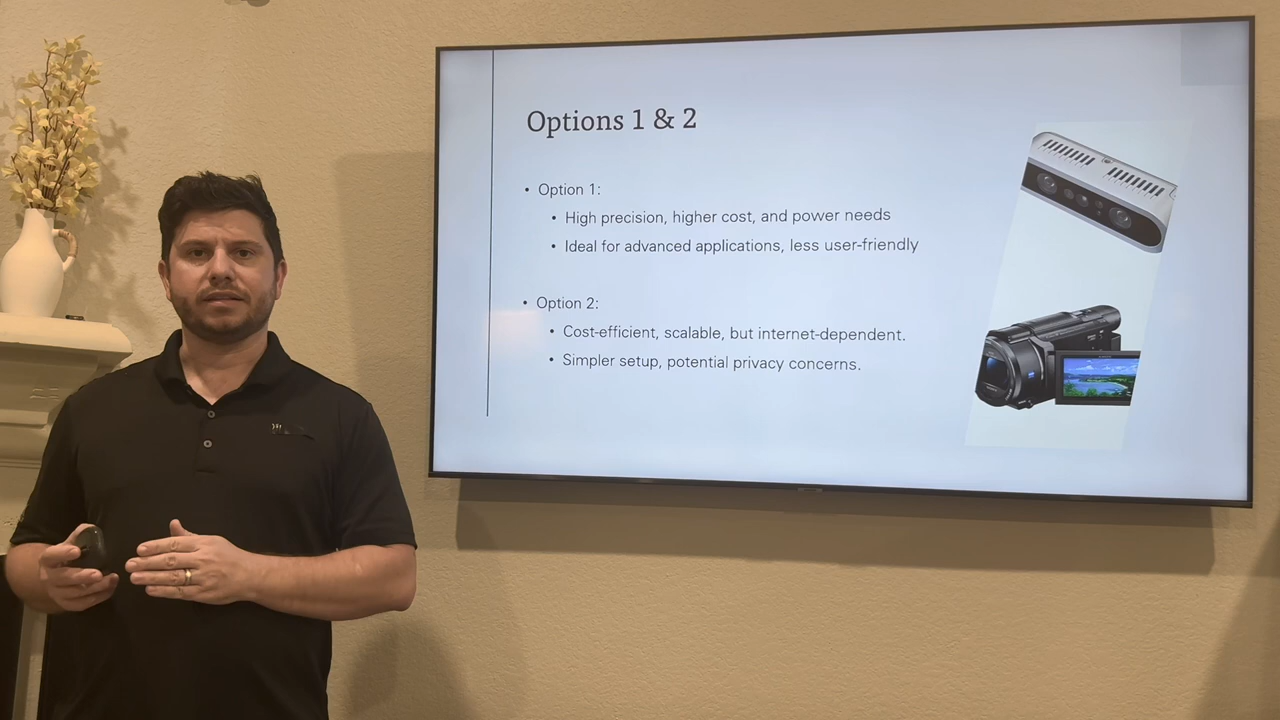 Options 1 & 2
• Option 1:
• High precision, higher cost, and power needs
• Ideal for advanced applications, less user-friendly
• Option 2:
• Cost-efficient, scalable, but internet-dependent.
• Simpler setup, potential privacy concerns.